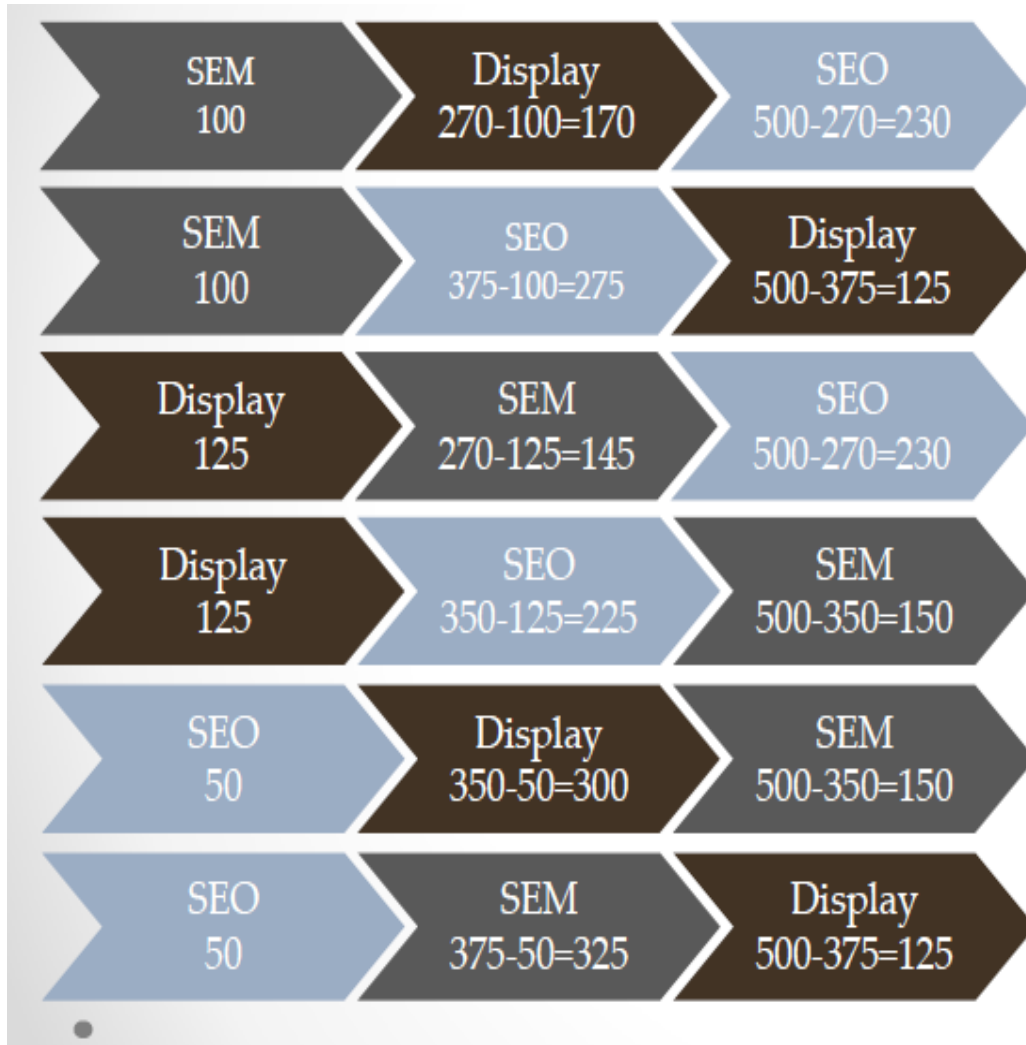 SEM
100
Display
270-100=170
SEO
500-270=230
SEM
100
SEO
375-100=275
Display
500-375=125
Display
125
SEM
270-125=145
SEO
500-270=230
Display
125
SEO
350-125=225
SEM
500-350=150
SEO
50
Display
350-50=300
SEM
500-350=150
SEO
50
SEM
375-50=325
Display
500-375=125